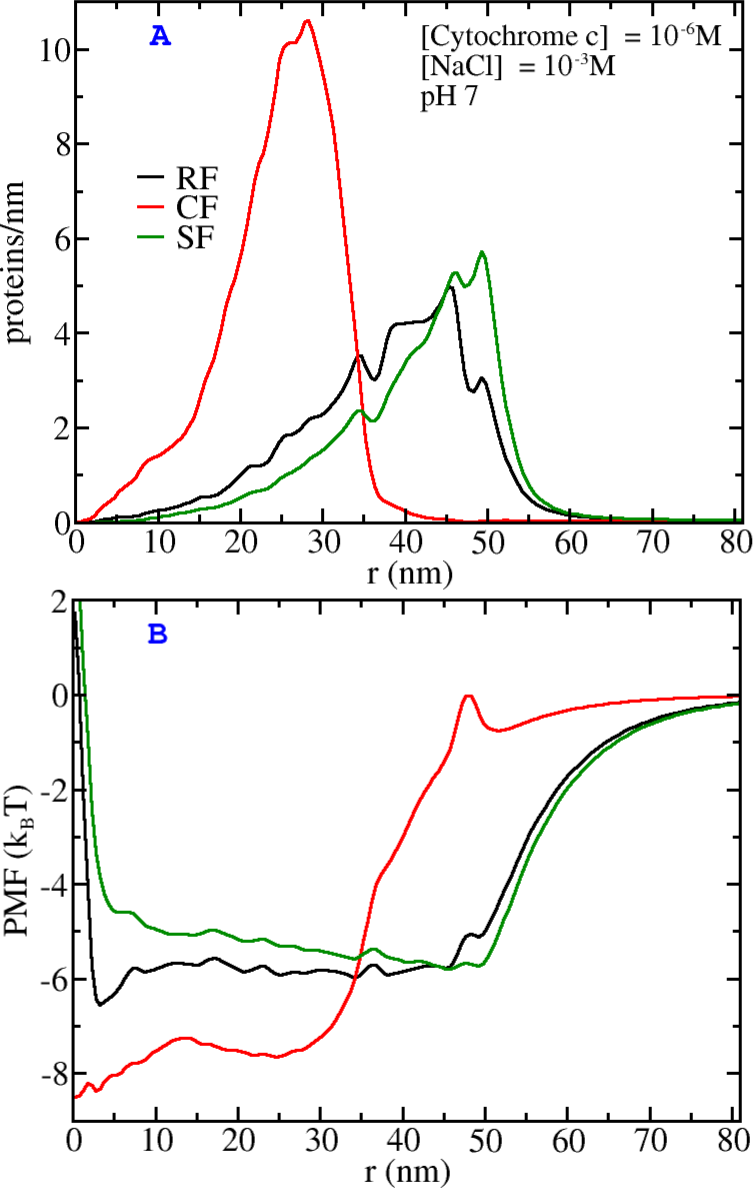 A
[Cytochrome c] = 10⁻⁶M
[NaCl] = 10⁻³M
pH 7
RF
CF
SF
proteins/nm
10
8
6
4
2
0
0 10 20 30 40 50 60 70 80
r (nm)
B
PMF (k_BT)
2
0
-2
-4
-6
-8
0 10 20 30 40 50 60 70 80
r (nm)